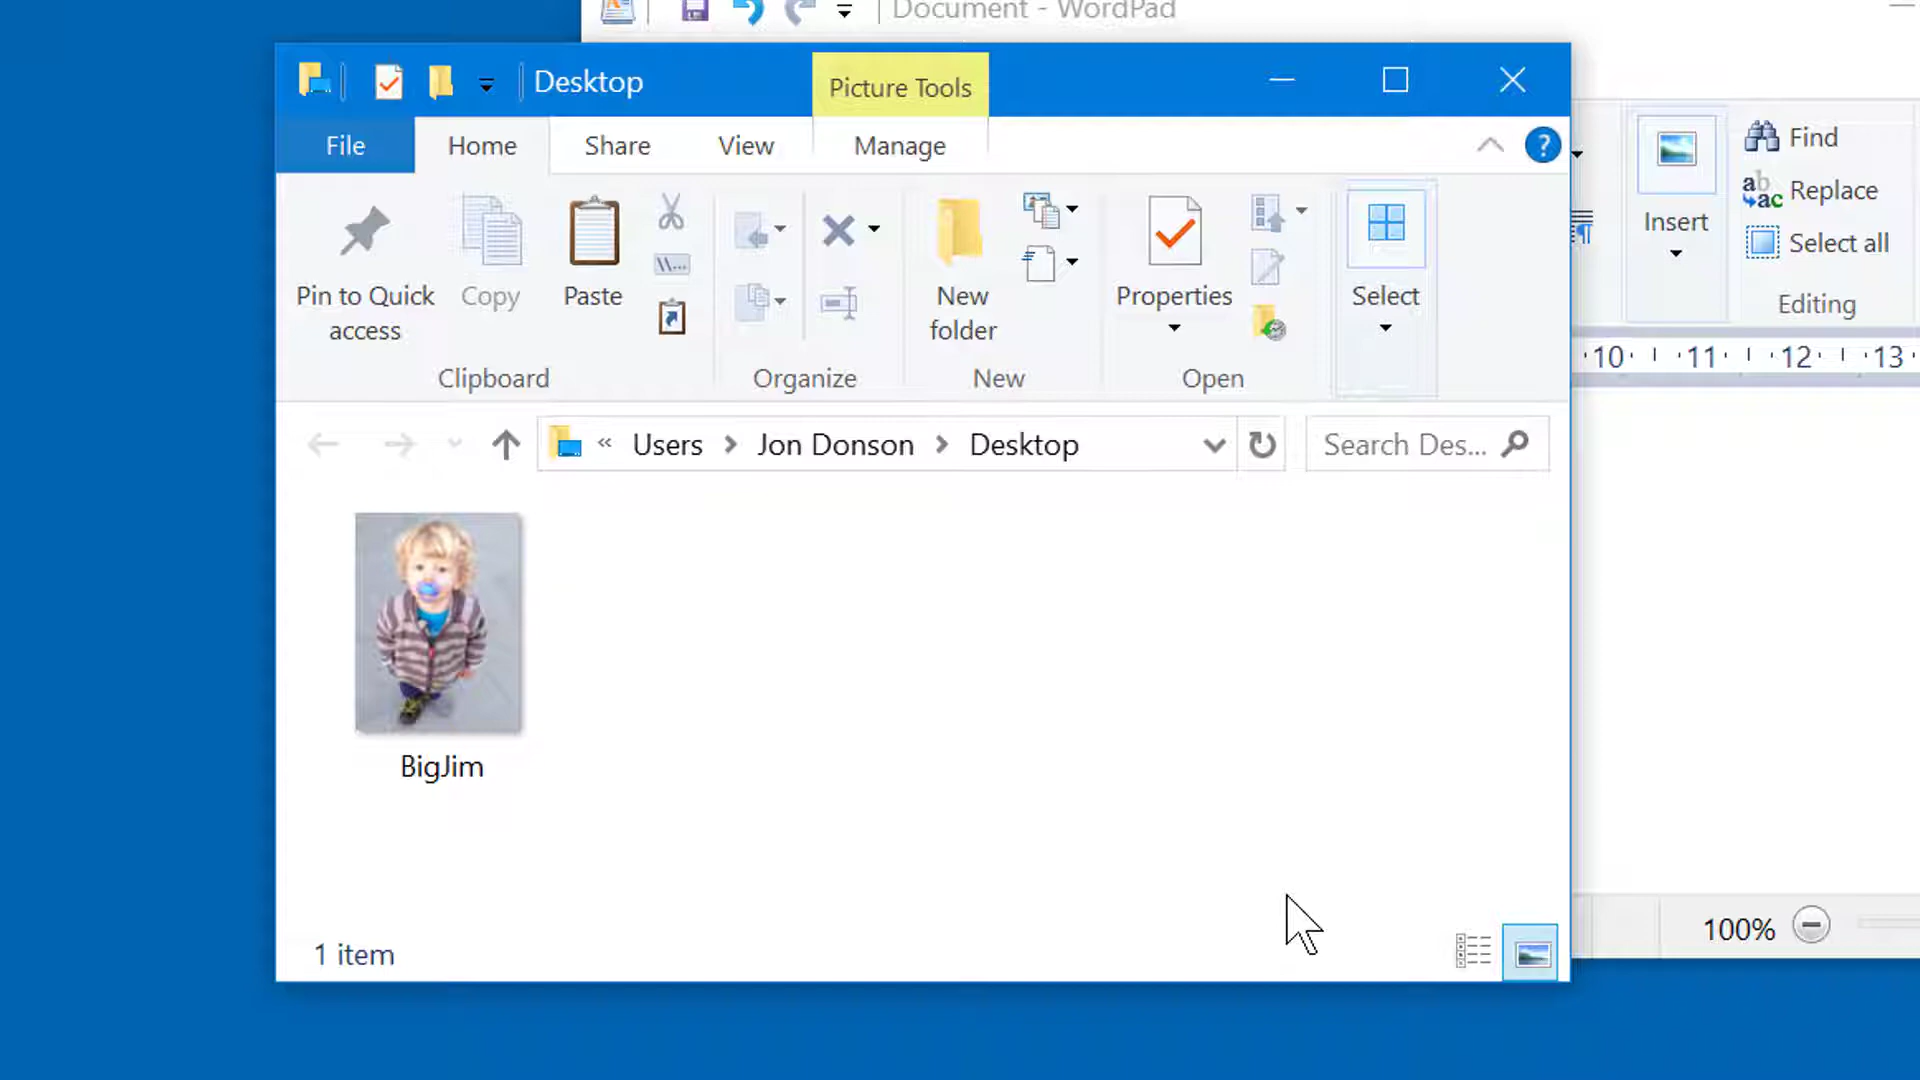 Document - WordPad
Desktop
Picture Tools
File
Home
Share
View
Manage
?
Pin to Quick
access
Copy
Paste
\\...
New
folder
Properties
Select
Clipboard
Organize
New
Open
Insert
Find
ab
ac
Replace
Select all
Editing
10 11 12 13
« Users > Jon Donson > Desktop
Search Des...
BigJim
1 item
100%